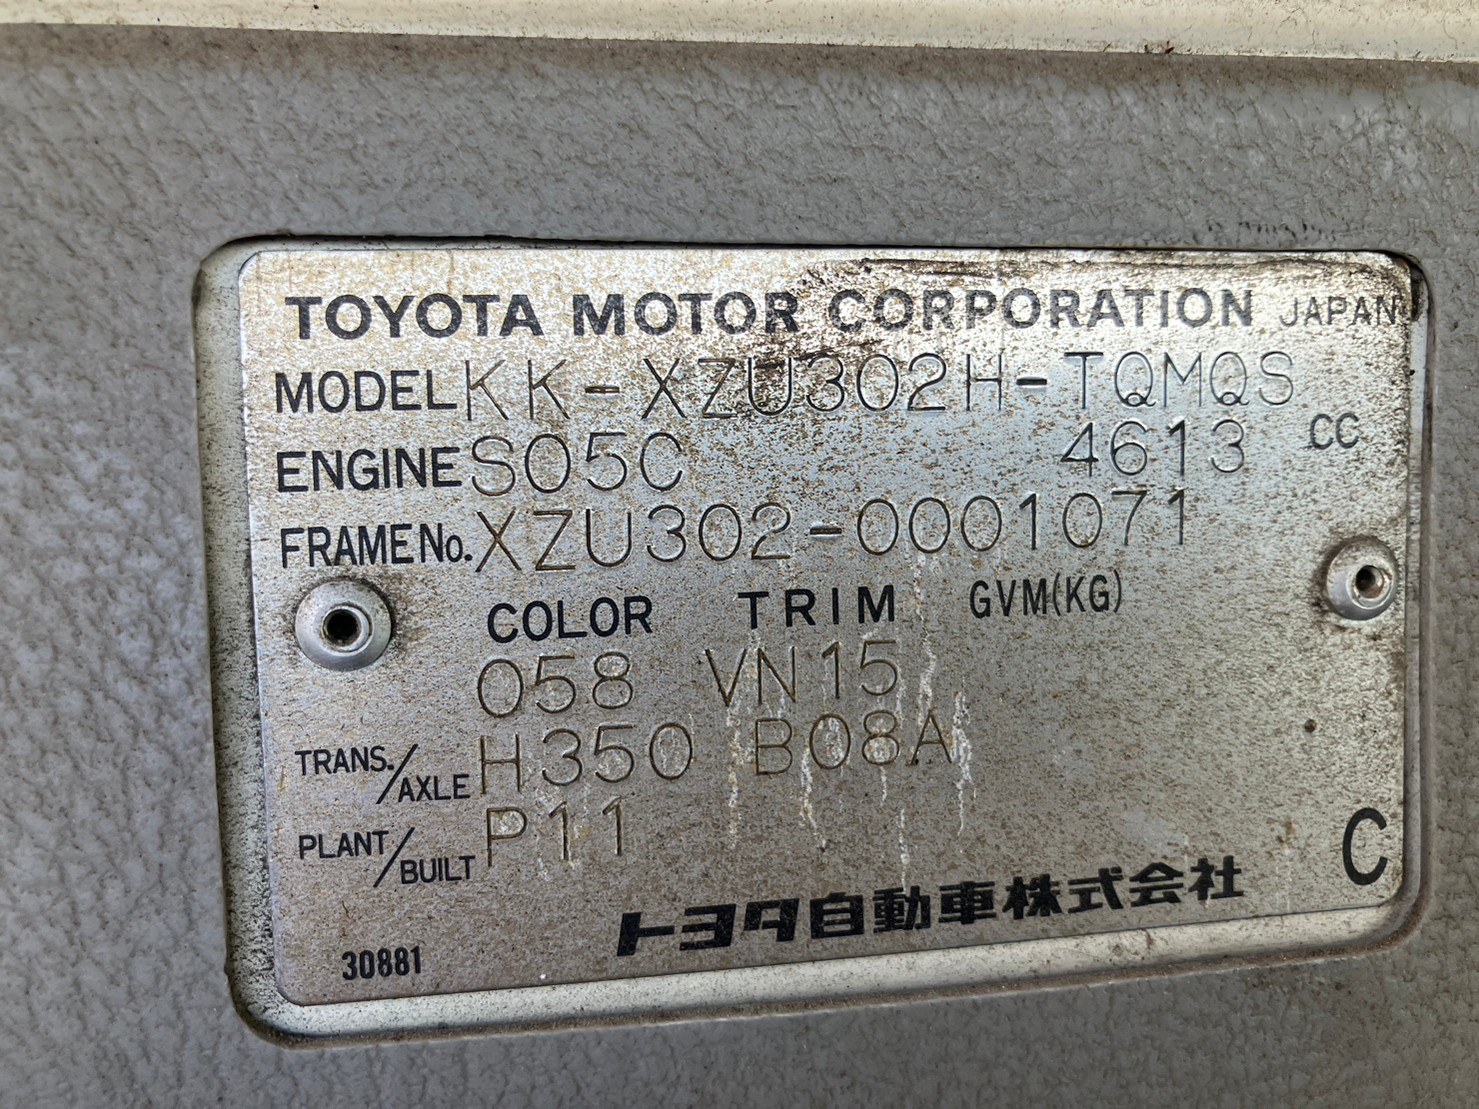 TOYOTA MOTOR CORPORATION JAPAN
MODEL KK-XZU302H-TQMQS
ENGINE S05C 4613 CC
FRAME No. XZU302-0001071
COLOR TRIM GVM(KG)
058 VN15
TRANS./AXLE H350 B08A
PLANT/BUILT P11
C
トヨタ自動車株式会社
30881